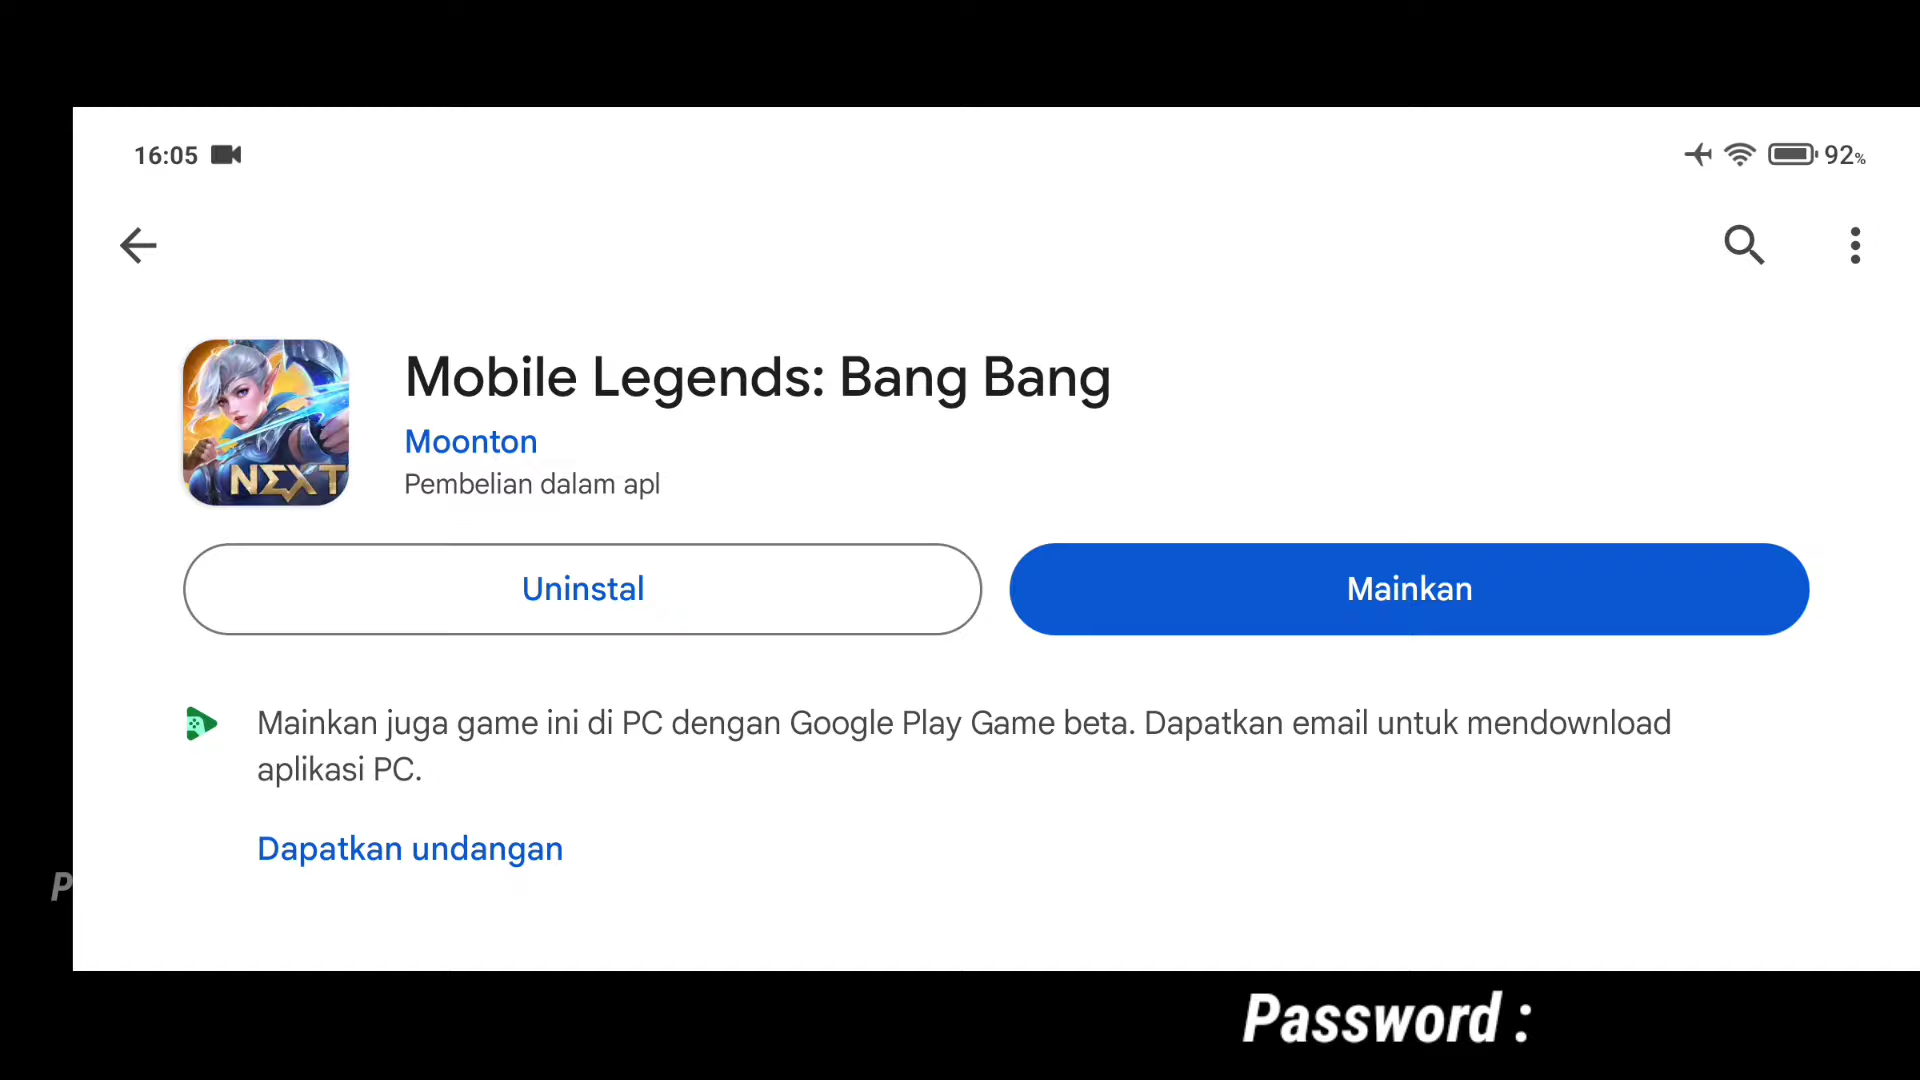 16:05
92%
Mobile Legends: Bang Bang
Moonton
Pembelian dalam apl
NEXT
Uninstal
Mainkan
Mainkan juga game ini di PC dengan Google Play Game beta. Dapatkan email untuk mendownload
aplikasi PC.
Dapatkan undangan
P
Password :